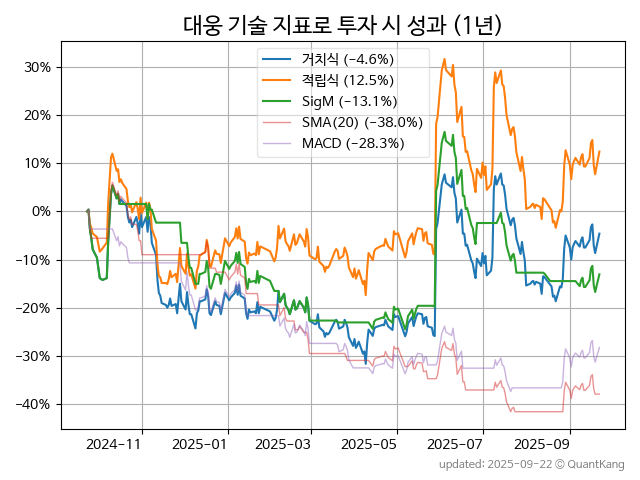 대웅 기술 지표로 투자 시 성과 (1년)
거치식 (−4.6%)
적립식 (12.5%)
SigM (−13.1%)
SMA(20) (−38.0%)
MACD (−28.3%)
30%
20%
10%
0%
−10%
−20%
−30%
−40%
2024-11 2025-01 2025-03 2025-05 2025-07 2025-09
updated: 2025-09-22 © QuantKang